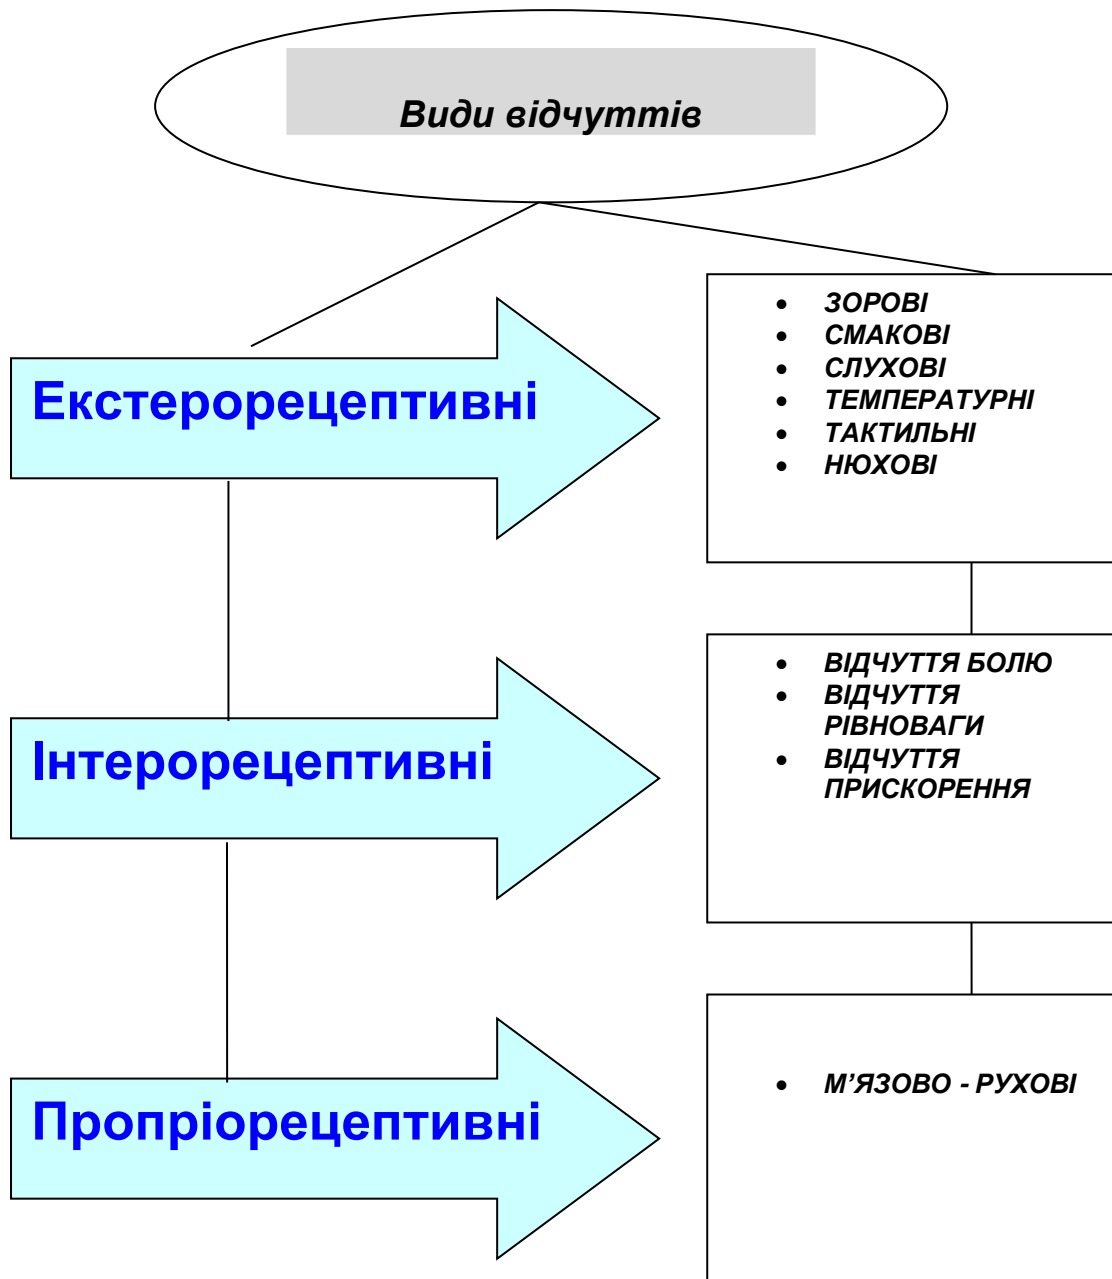 Види відчуттів
Екстерорецептивні
• ЗОРОВІ
• СМАКОВІ
• СЛУХОВІ
• ТЕМПЕРАТУРНІ
• ТАКТИЛЬНІ
• НЮХОВІ
Інтерорецептивні
• ВІДЧУТТЯ БОЛЮ
• ВІДЧУТТЯ
РІВНОВАГИ
• ВІДЧУТТЯ
ПРИСКОРЕННЯ
Пропріорецептивні
• М’ЯЗОВО - РУХОВІ